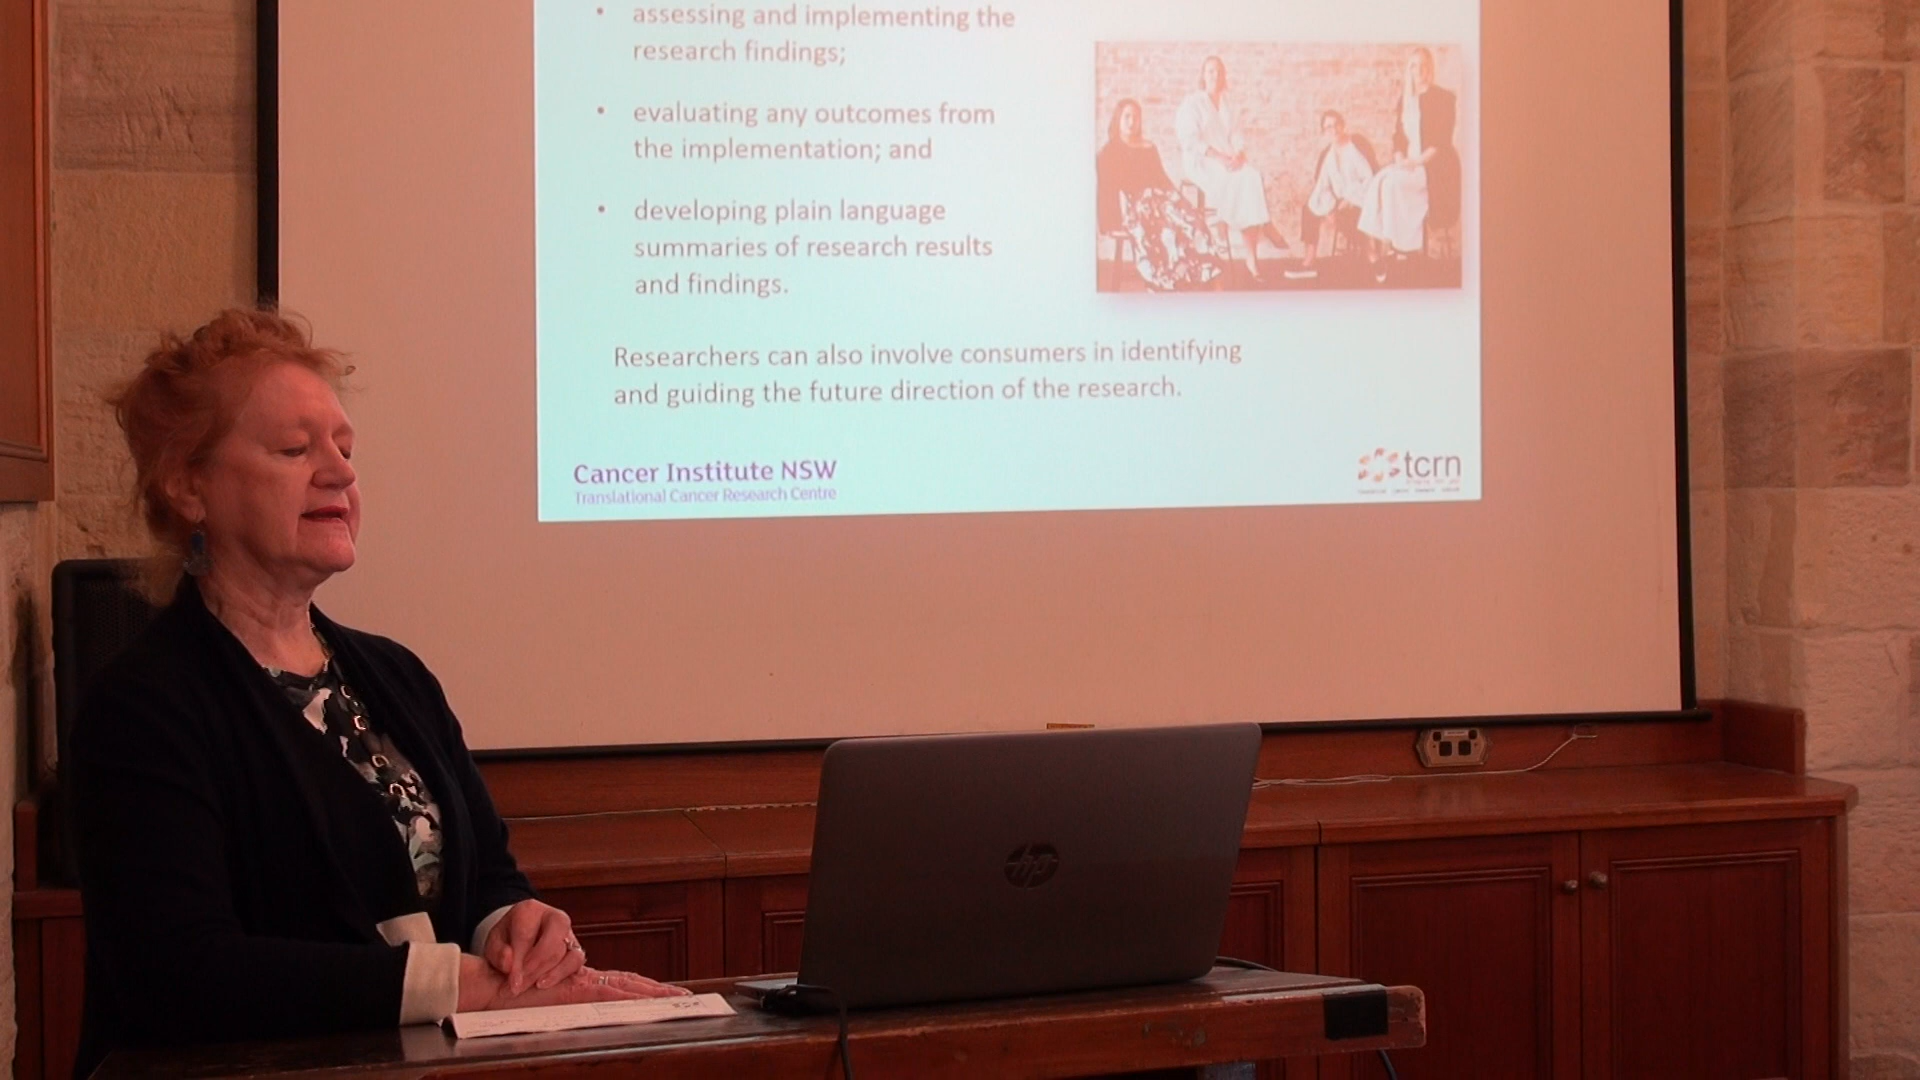 • assessing and implementing the
research findings;
• evaluating any outcomes from
the implementation; and
• developing plain language
summaries of research results
and findings.
Researchers can also involve consumers in identifying
and guiding the future direction of the research.
Cancer Institute NSW
Translational Cancer Research Centre
tcrn
hp